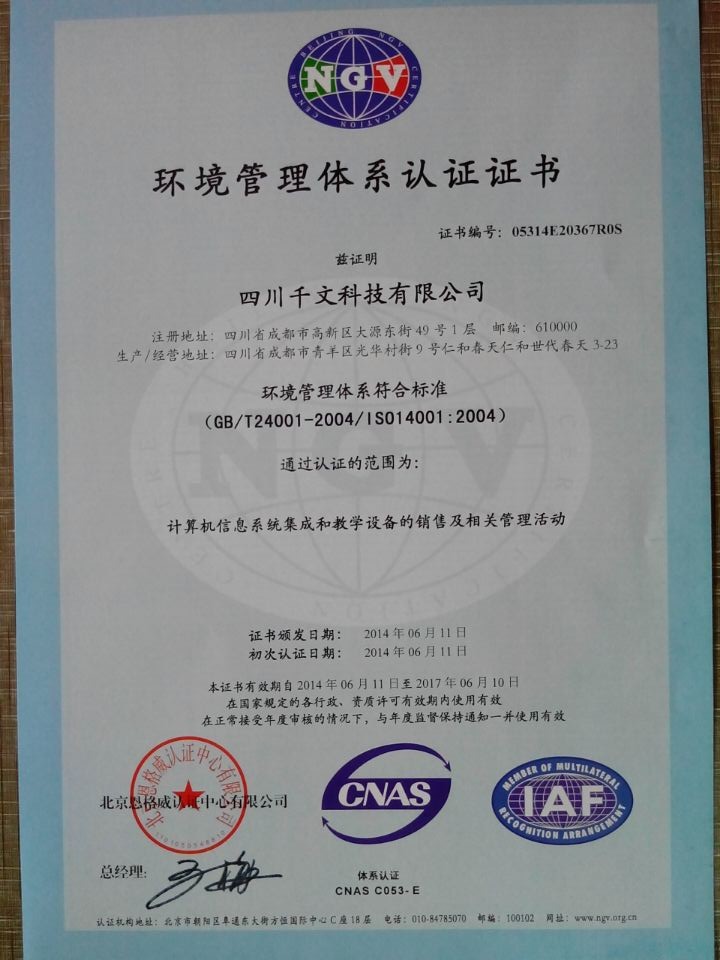 BEIJING NGV CERTIFICATION CENTRE
NGV
环境管理体系认证证书
证书编号：05314E20367R0S
兹证明
四川千文科技有限公司
注册地址：四川省成都市高新区大源东街49号1层 邮编：610000
生产/经营地址：四川省成都市青羊区光华村街9号仁和春天仁和世代春天3-23
环境管理体系符合标准
（GB/T24001-2004/ISO14001:2004）
通过认证的范围为：
计算机信息系统集成和教学设备的销售及相关管理活动
证书颁发日期： 2014年06月11日
初次认证日期： 2014年06月11日
本证书有效期自2014年06月11日至2017年06月10日
在国家规定的各行政、资质许可有效期内使用有效
在正常接受年度审核的情况下，与年度监督保持通知一并使用有效
北京恩格威认证中心有限公司
北京恩格威认证中心有限公司
CNAS
MEMBER OF MULTILATERAL
IAF
RECOGNITION ARRANGEMENT
总经理：
体系认证
CNAS C053-E
认证机构地址：北京市朝阳区阜通东大街方恒国际中心C座18层 电话：010-84785070 邮编：100102 网址：www.ngv.org.cn